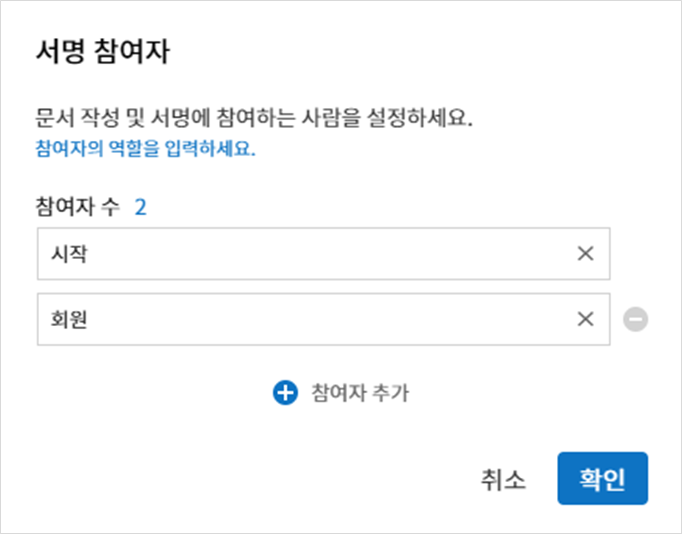 서명 참여자
문서 작성 및 서명에 참여하는 사람을 설정하세요.
참여자의 역할을 입력하세요.
참여자 수 2
시작
회원
참여자 추가
취소 확인